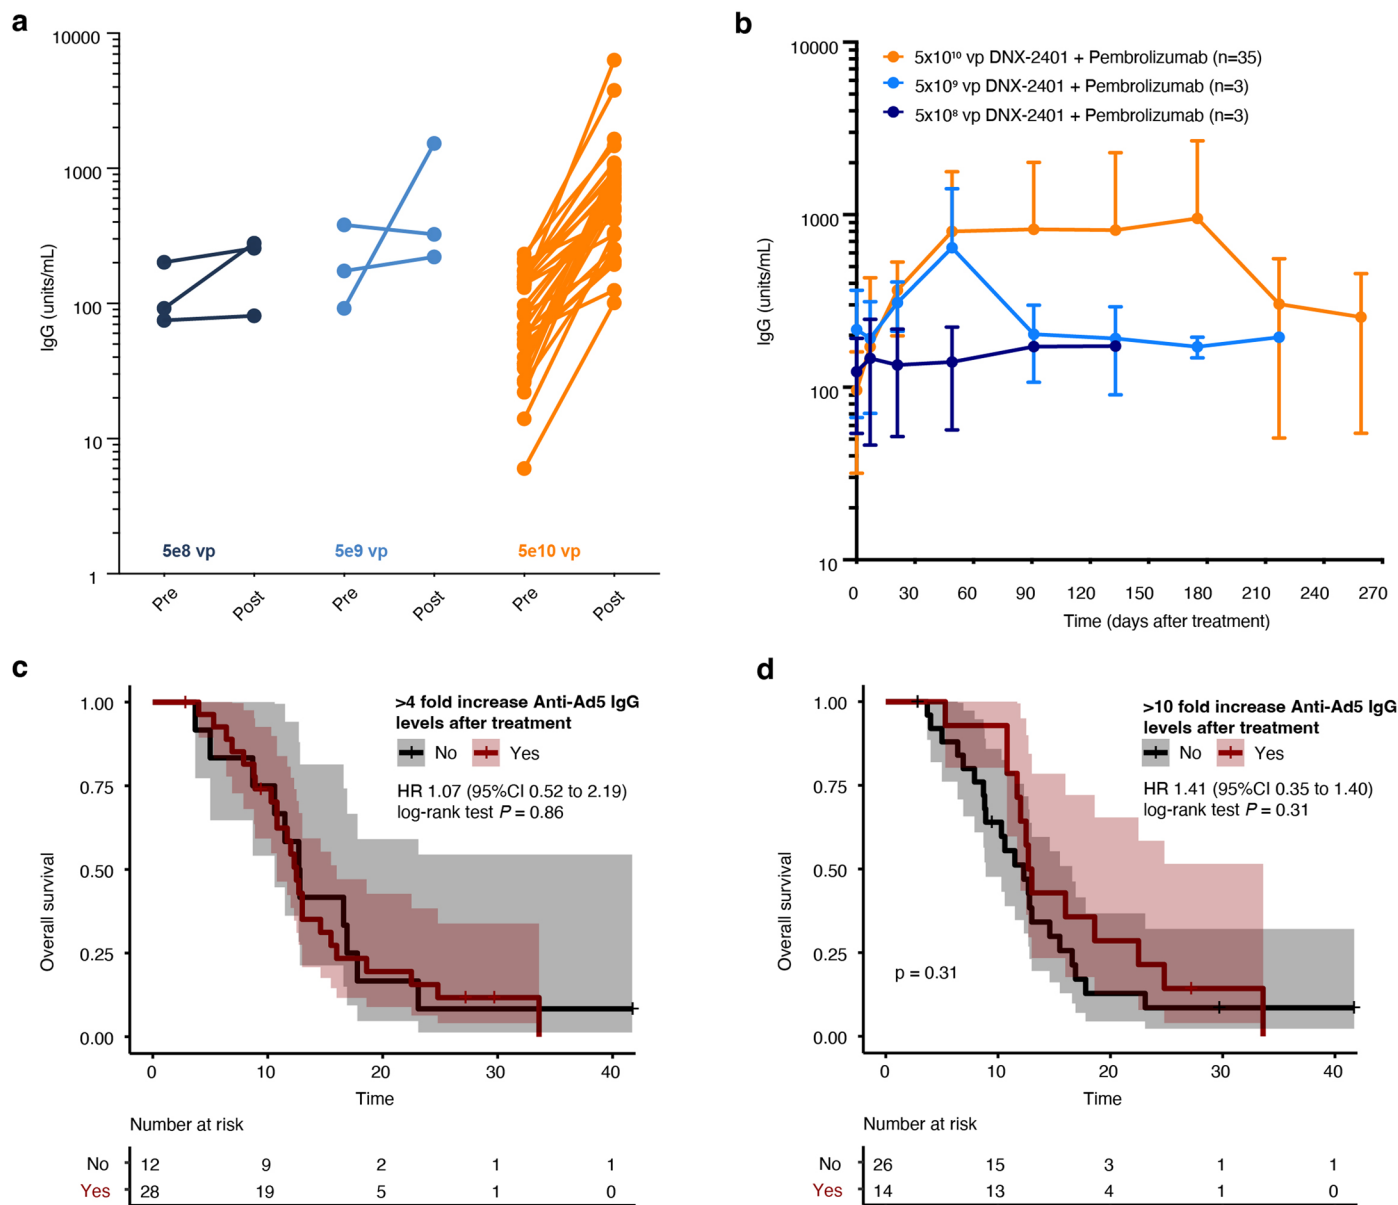 a
10000
1000
100
10
1
IgG (units/mL)
5e8 vp
5e9 vp
5e10 vp
Pre
Post
Pre
Post
Pre
Post
b
10000
1000
100
10
IgG (units/mL)
5x10¹⁰ vp DNX-2401 + Pembrolizumab (n=35)
5x10⁹ vp DNX-2401 + Pembrolizumab (n=3)
5x10⁸ vp DNX-2401 + Pembrolizumab (n=3)
0 30 60 90 120 150 180 210 240 270
Time (days after treatment)
c
1.00
0.75
0.50
0.25
0.00
Overall survival
>4 fold increase Anti-Ad5 IgG
levels after treatment
No Yes
HR 1.07 (95%CI 0.52 to 2.19)
log-rank test P = 0.86
0 10 20 30 40
Time
Number at risk
No 12 9 2 1 1
Yes 28 19 5 1 0
d
1.00
0.75
0.50
0.25
0.00
Overall survival
>10 fold increase Anti-Ad5 IgG
levels after treatment
No Yes
HR 1.41 (95%CI 0.35 to 1.40)
log-rank test P = 0.31
p = 0.31
0 10 20 30 40
Time
Number at risk
No 26 15 3 1 1
Yes 14 13 4 1 0